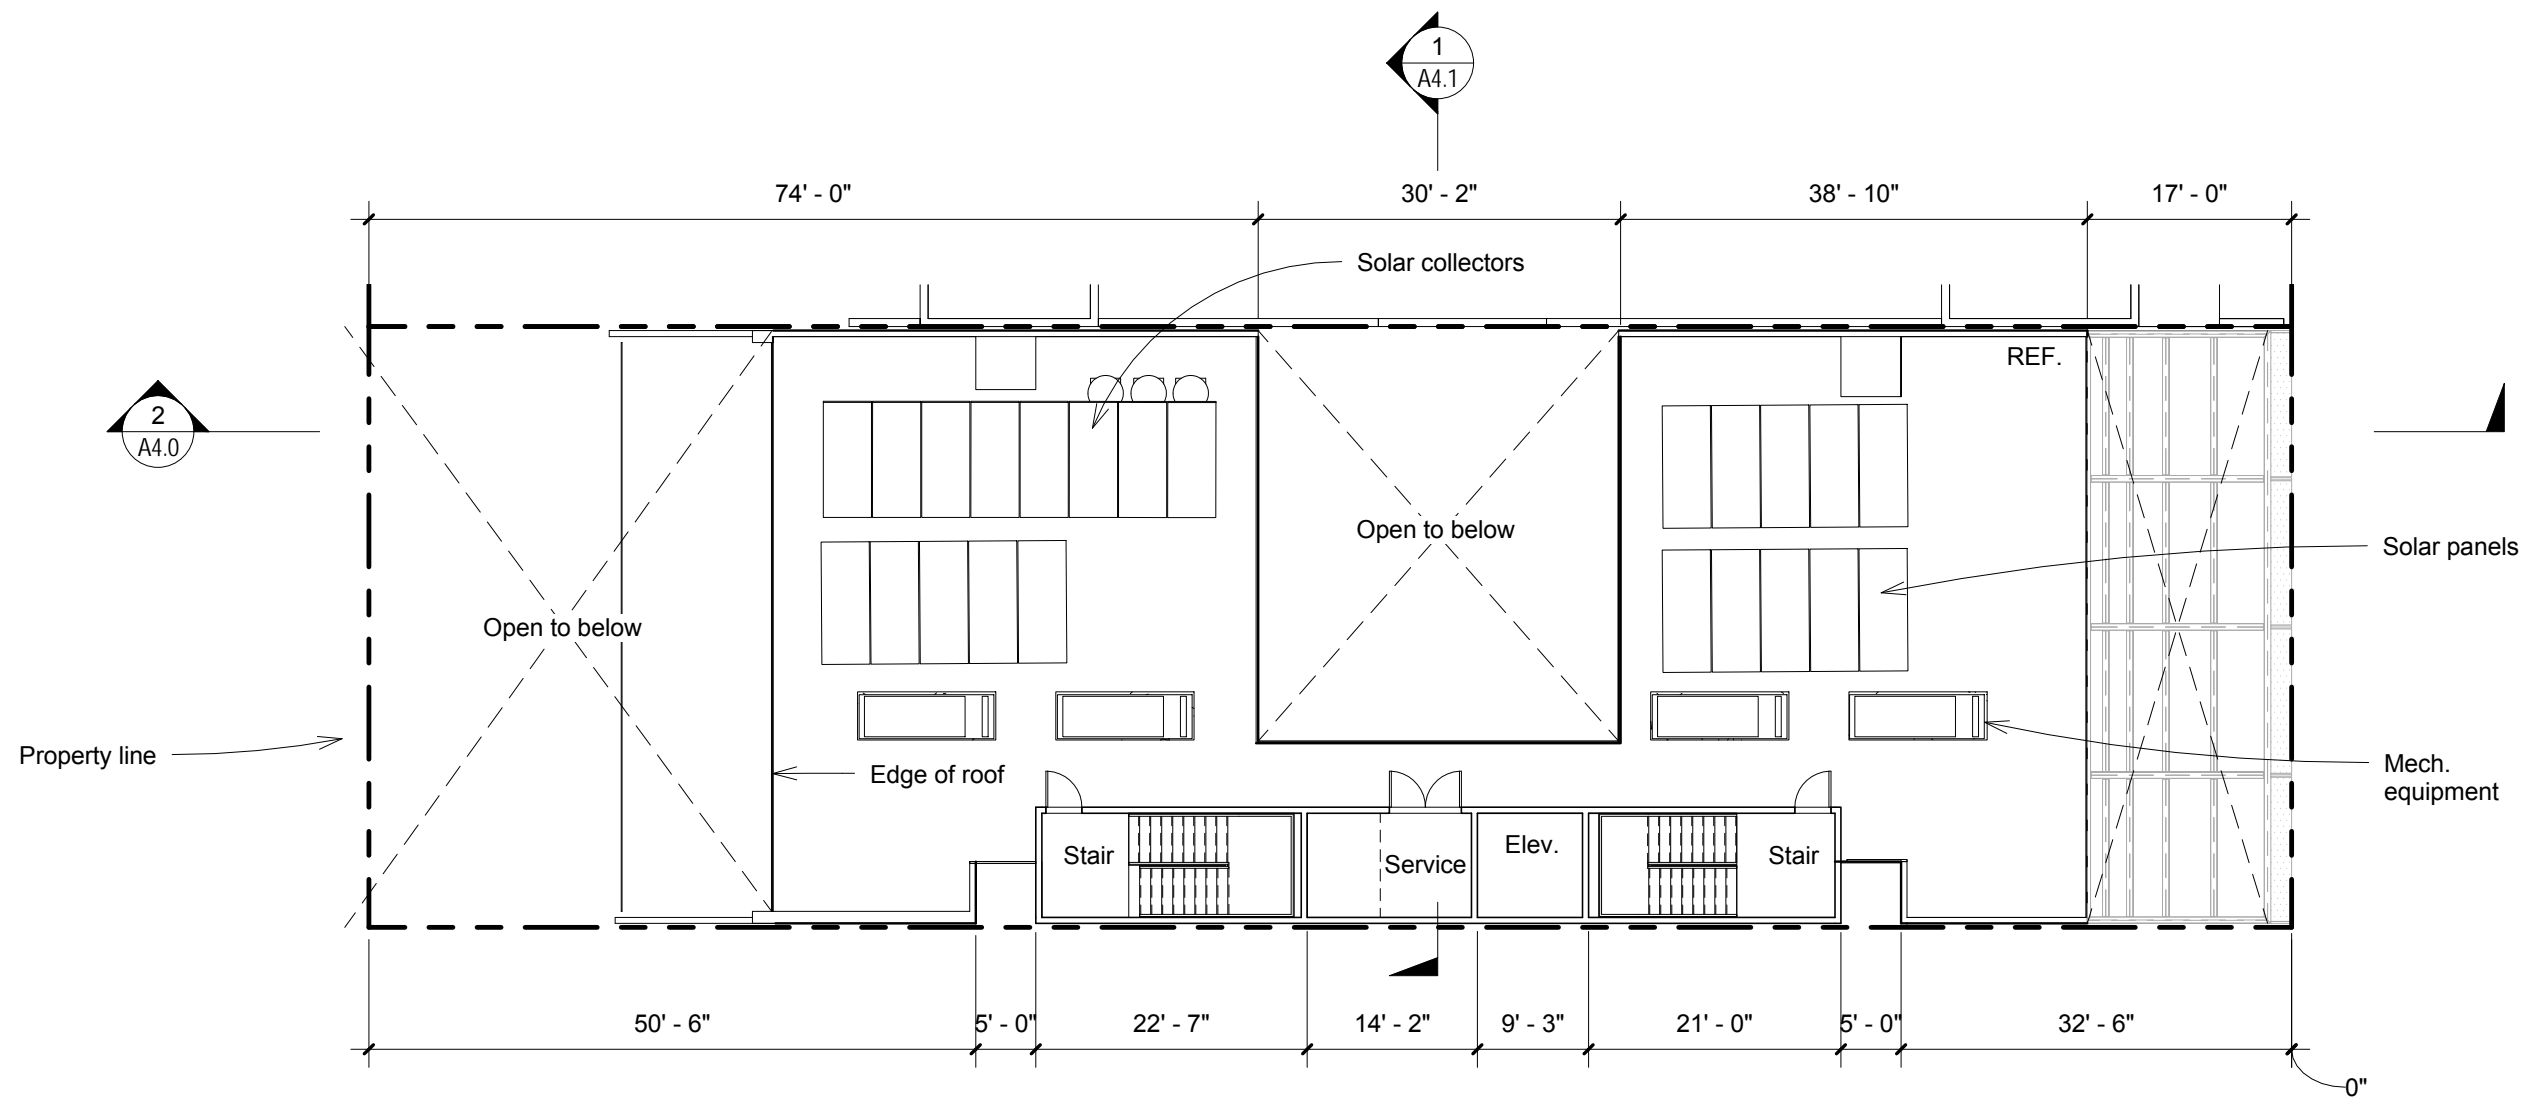 1
A4.1
74' - 0"
30' - 2"
38' - 10"
17' - 0"
Solar collectors
REF.
2
A4.0
Open to below
Solar panels
Open to below
Property line
Edge of roof
Mech.
equipment
Stair
Service
Elev.
Stair
50' - 6"
5' - 0"
22' - 7"
14' - 2"
9' - 3"
21' - 0"
5' - 0"
32' - 6"
0"